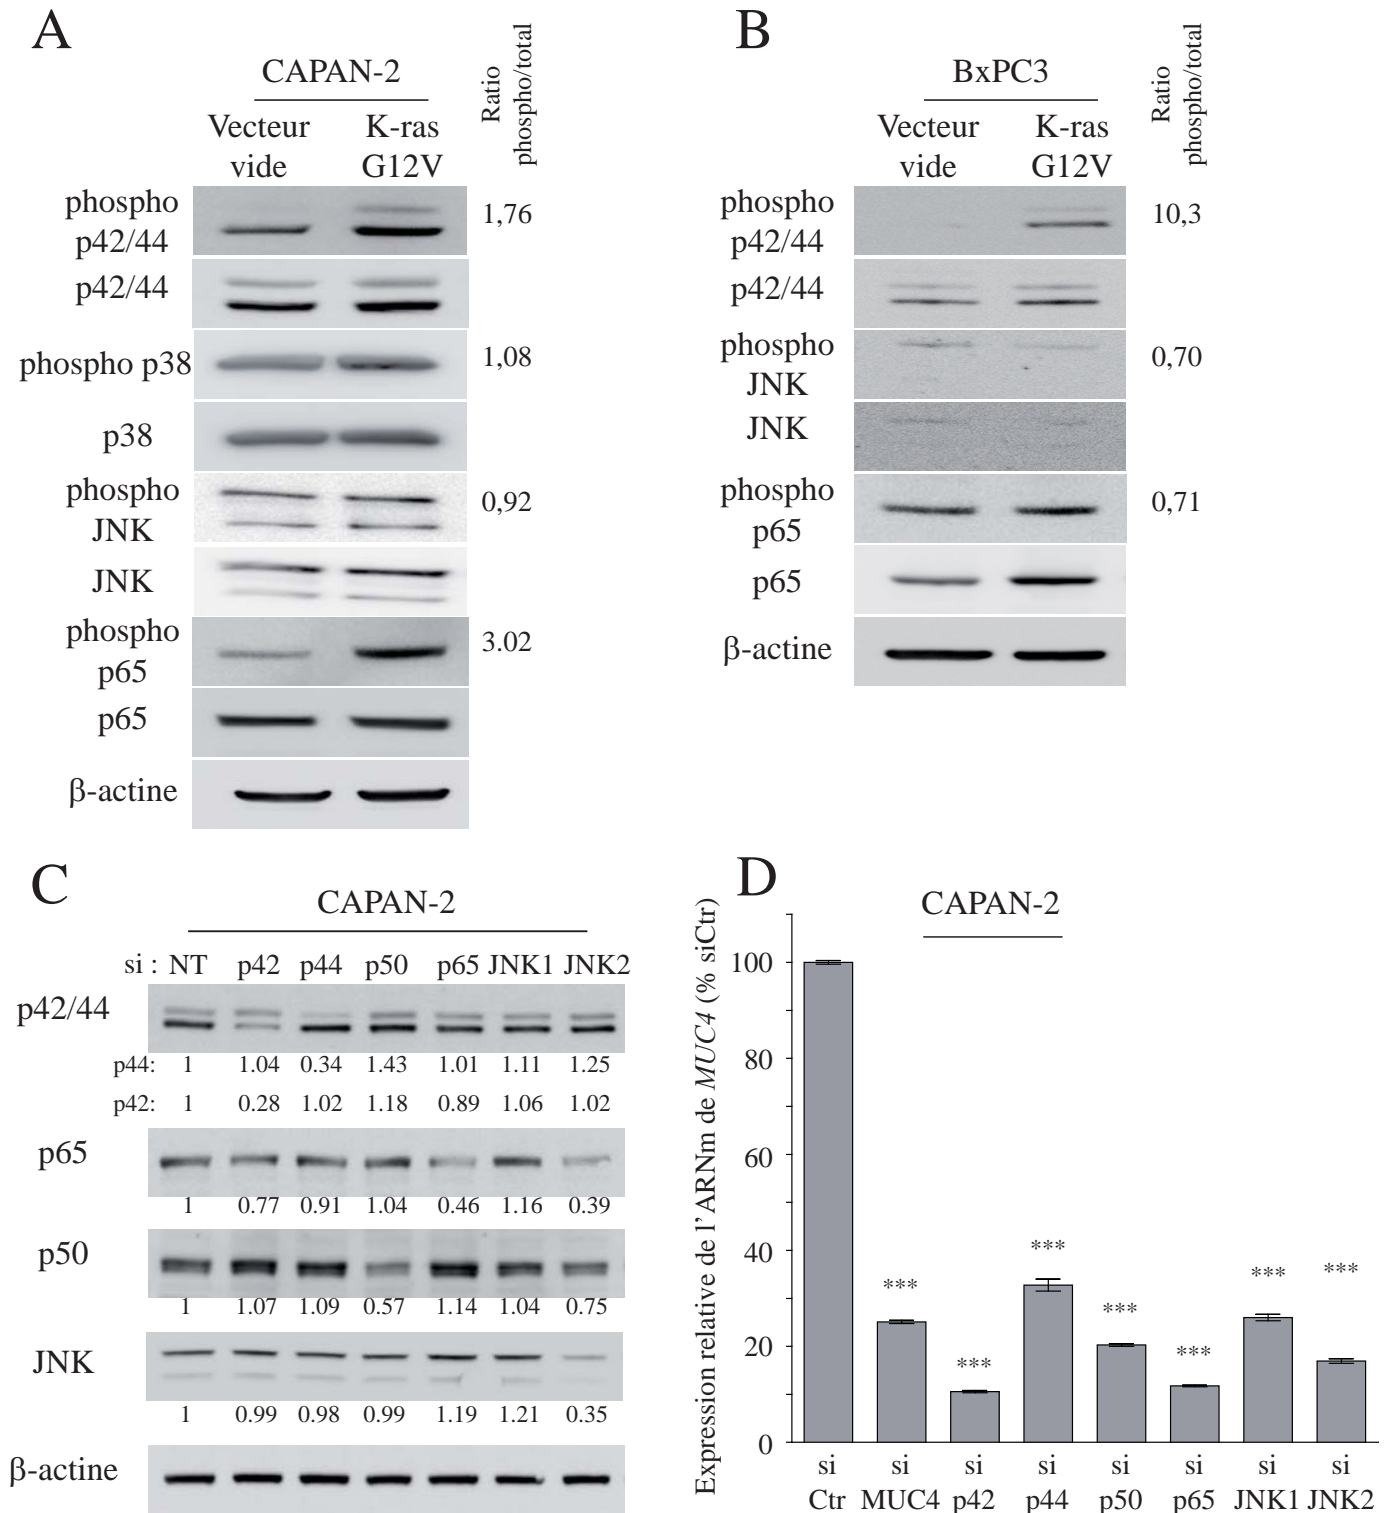 A
CAPAN-2
Vecteur vide
K-ras G12V
Ratio phospho/total
phospho p42/44
1,76
p42/44
phospho p38
1,08
p38
phospho JNK
0,92
JNK
phospho p65
3.02
p65
β-actine
B
BxPC3
Vecteur vide
K-ras G12V
Ratio phospho/total
phospho p42/44
10,3
p42/44
phospho JNK
0,70
JNK
phospho p65
0,71
p65
β-actine
C
CAPAN-2
si : NT p42 p44 p50 p65 JNK1 JNK2
p42/44
p44: 1 1.04 0.34 1.43 1.01 1.11 1.25
p42: 1 0.28 1.02 1.18 0.89 1.06 1.02
p65
1 0.77 0.91 1.04 0.46 1.16 0.39
p50
1 1.07 1.09 0.57 1.14 1.04 0.75
JNK
1 0.99 0.98 0.99 1.19 1.21 0.35
β-actine
D
CAPAN-2
Expression relative de l'ARNm de MUC4 (% siCtr)
100
80
60
40
20
0
*** *** *** *** *** *** ***
si si si si si si si si
Ctr MUC4 p42 p44 p50 p65 JNK1 JNK2